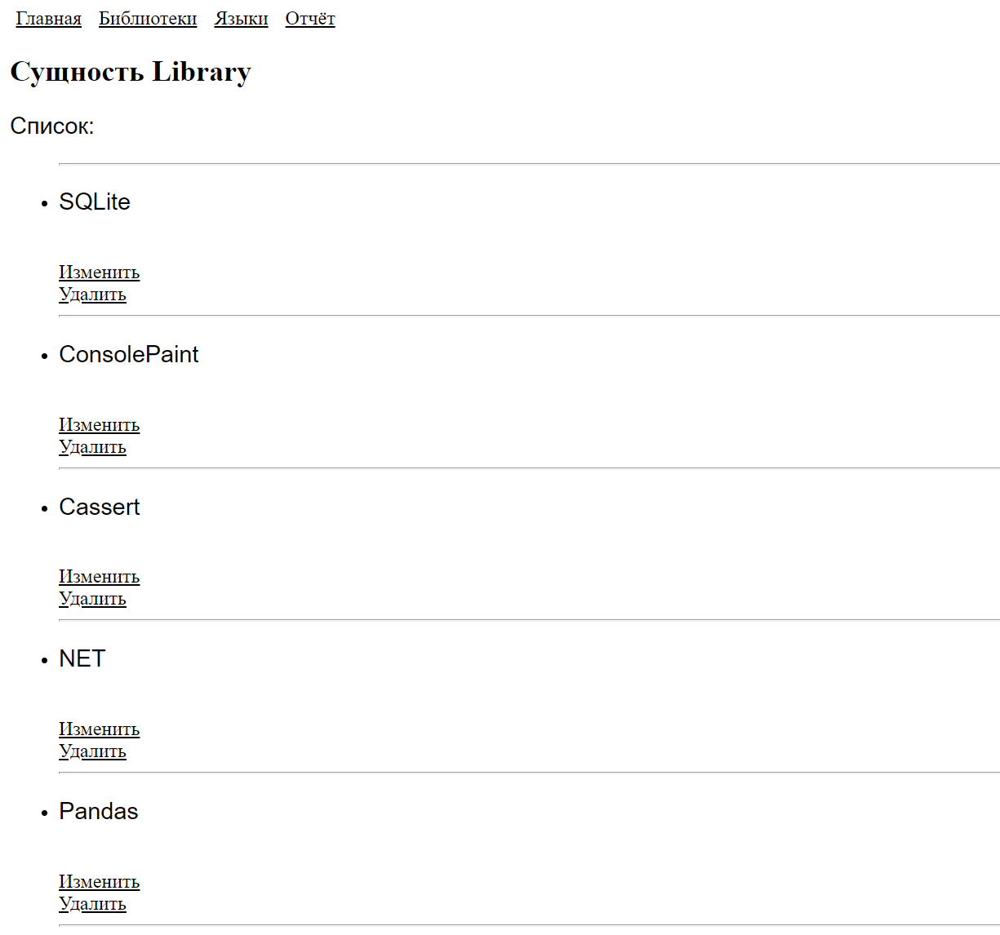 Главная Библиотеки Языки Отчёт
Сущность Library
Список:
SQLite
Изменить
Удалить
ConsolePaint
Изменить
Удалить
Cassert
Изменить
Удалить
NET
Изменить
Удалить
Pandas
Изменить
Удалить